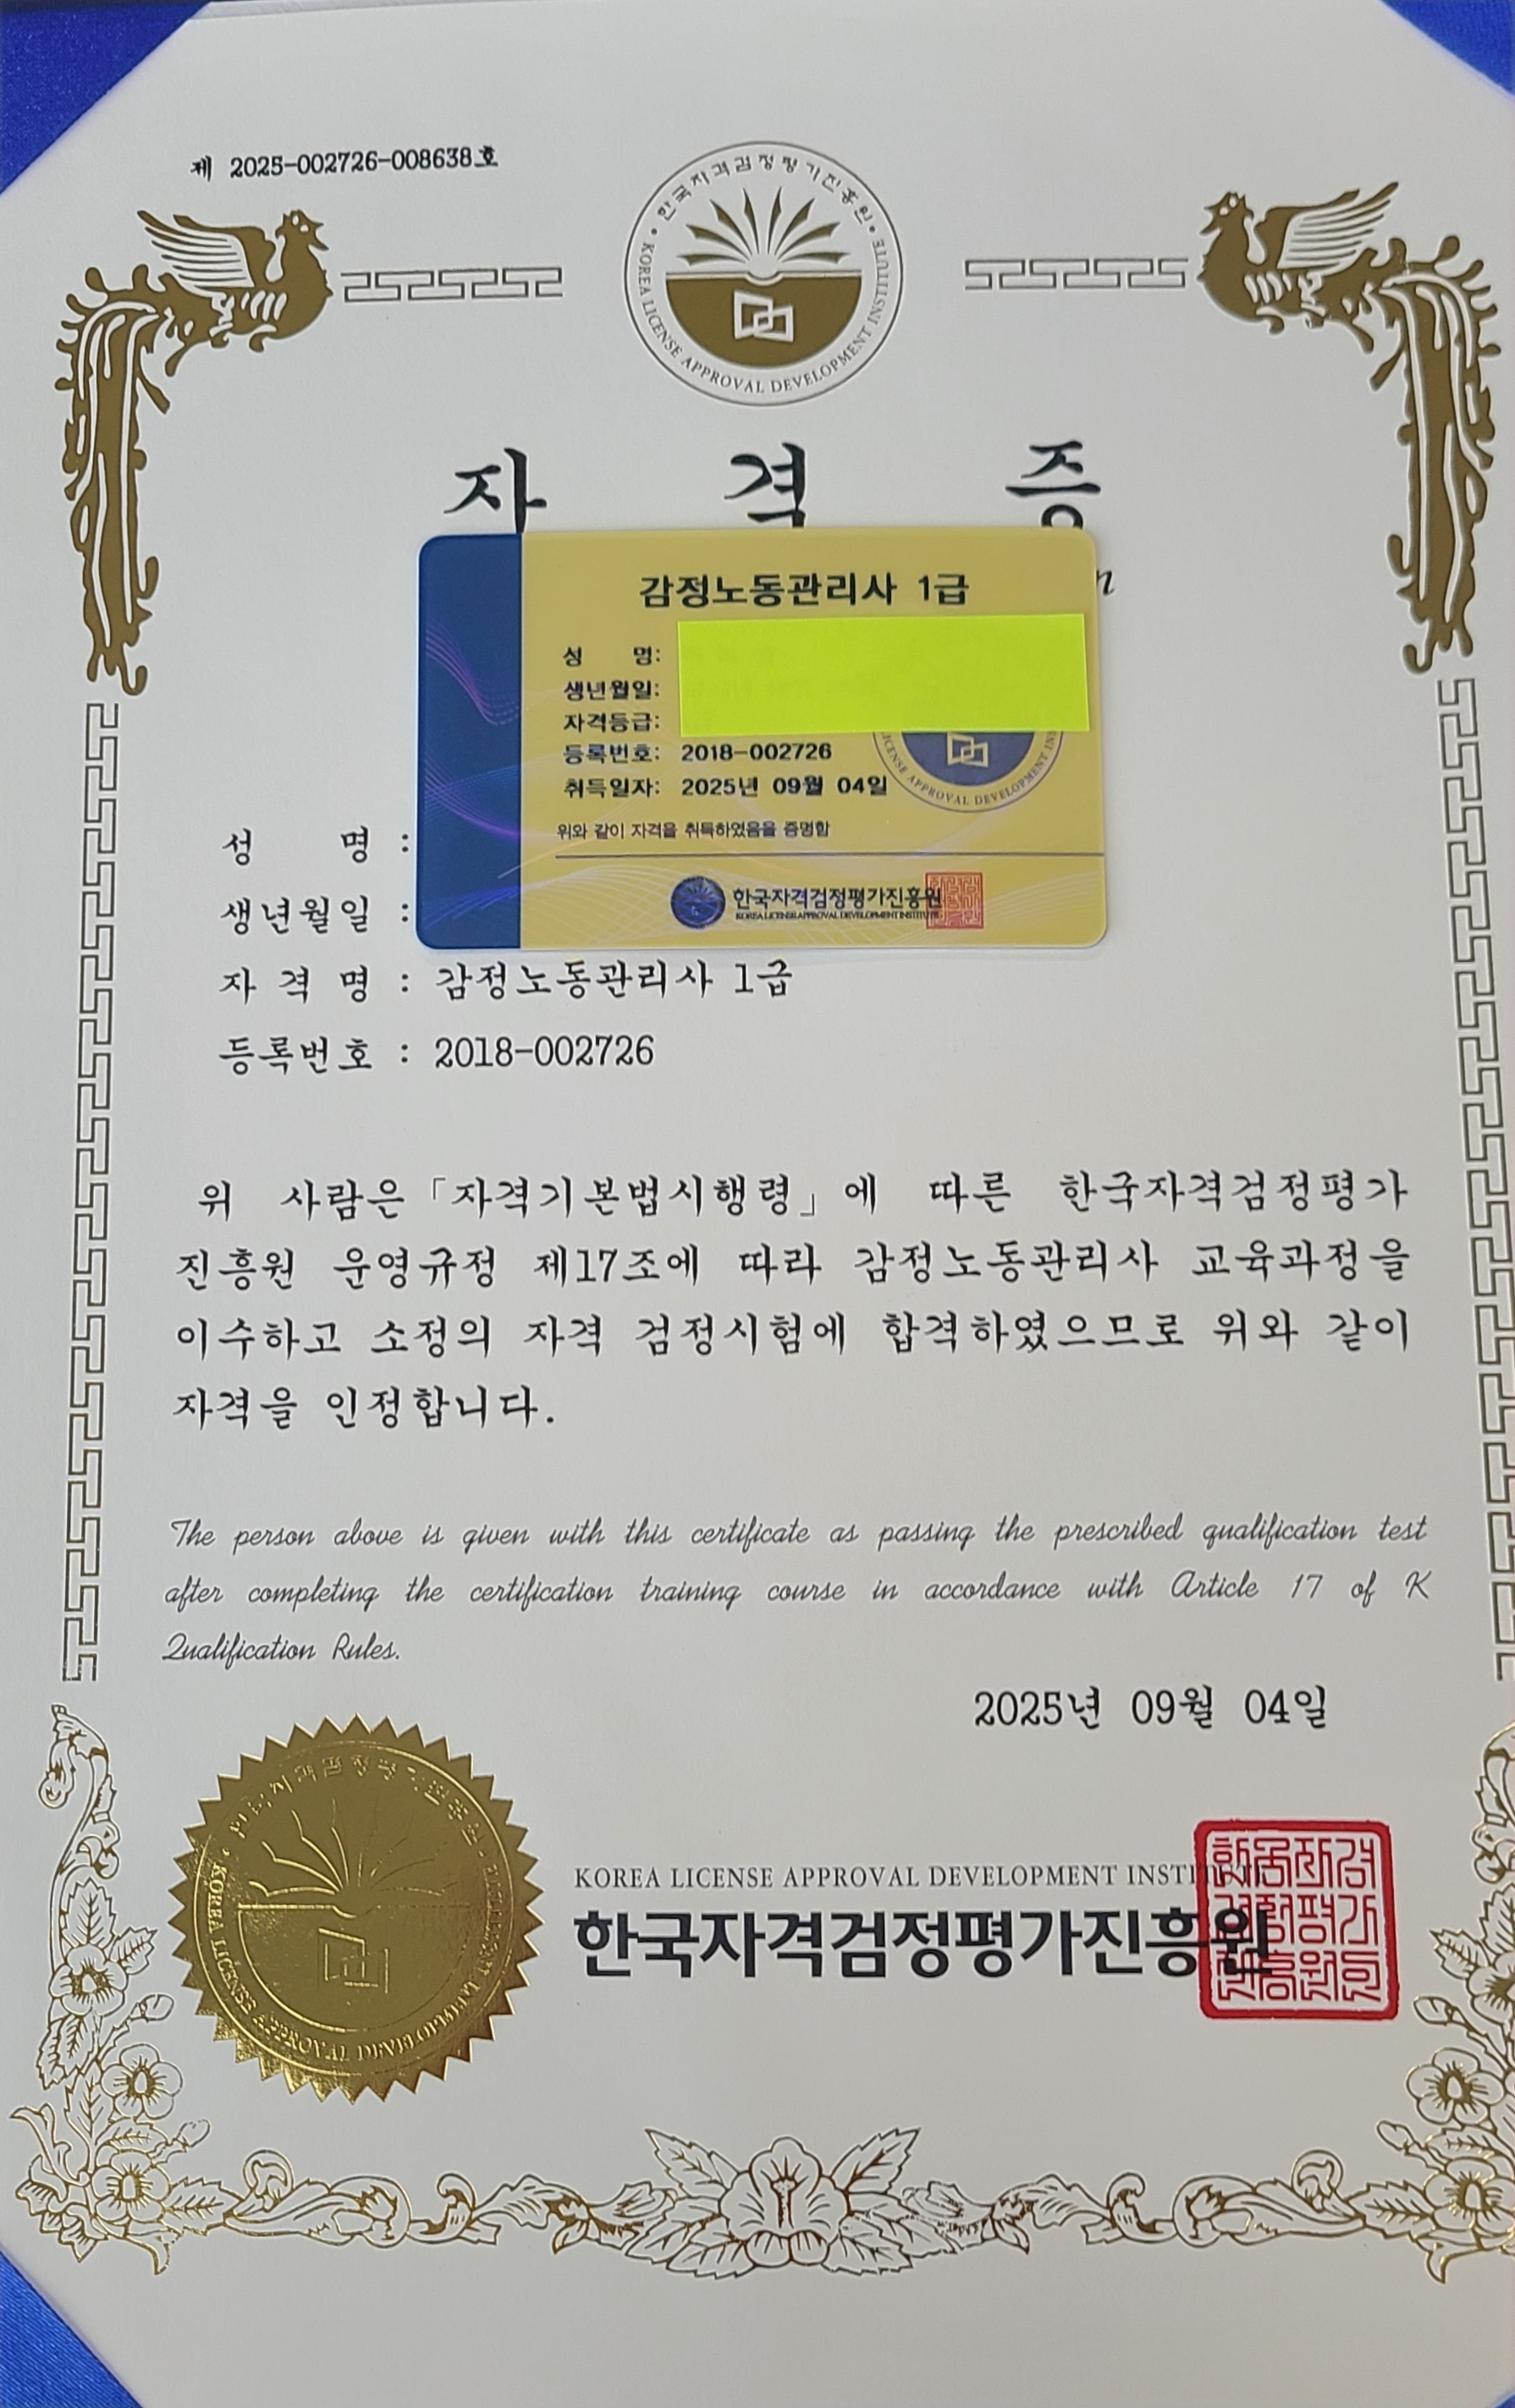 제 2025-002726-008638호
한국자격검정평가진흥원
KOREA LICENSE APPROVAL DEVELOPMENT INSTITUTE
자 격 증
감정노동관리사 1급
성 명:
생년월일:
자격등급:
등록번호: 2018-002726
취득일자: 2025년 09월 04일
위와 같이 자격을 취득하였음을 증명함
한국자격검정평가진흥원
KOREA LICENSE APPROVAL DEVELOPMENT INSTITUTE
성 명 :
생년월일 :
자 격 명 : 감정노동관리사 1급
등록번호 : 2018-002726
위 사람은「자격기본법시행령」에 따른 한국자격검정평가
진흥원 운영규정 제17조에 따라 감정노동관리사 교육과정을
이수하고 소정의 자격 검정시험에 합격하였으므로 위와 같이
자격을 인정합니다.
The person above is given with this certificate as passing the prescribed qualification test
after completing the certification training course in accordance with Article 17 of K
Qualification Rules.
2025년 09월 04일
KOREA LICENSE APPROVAL DEVELOPMENT INSTITUTE
한국자격검정평가진흥원